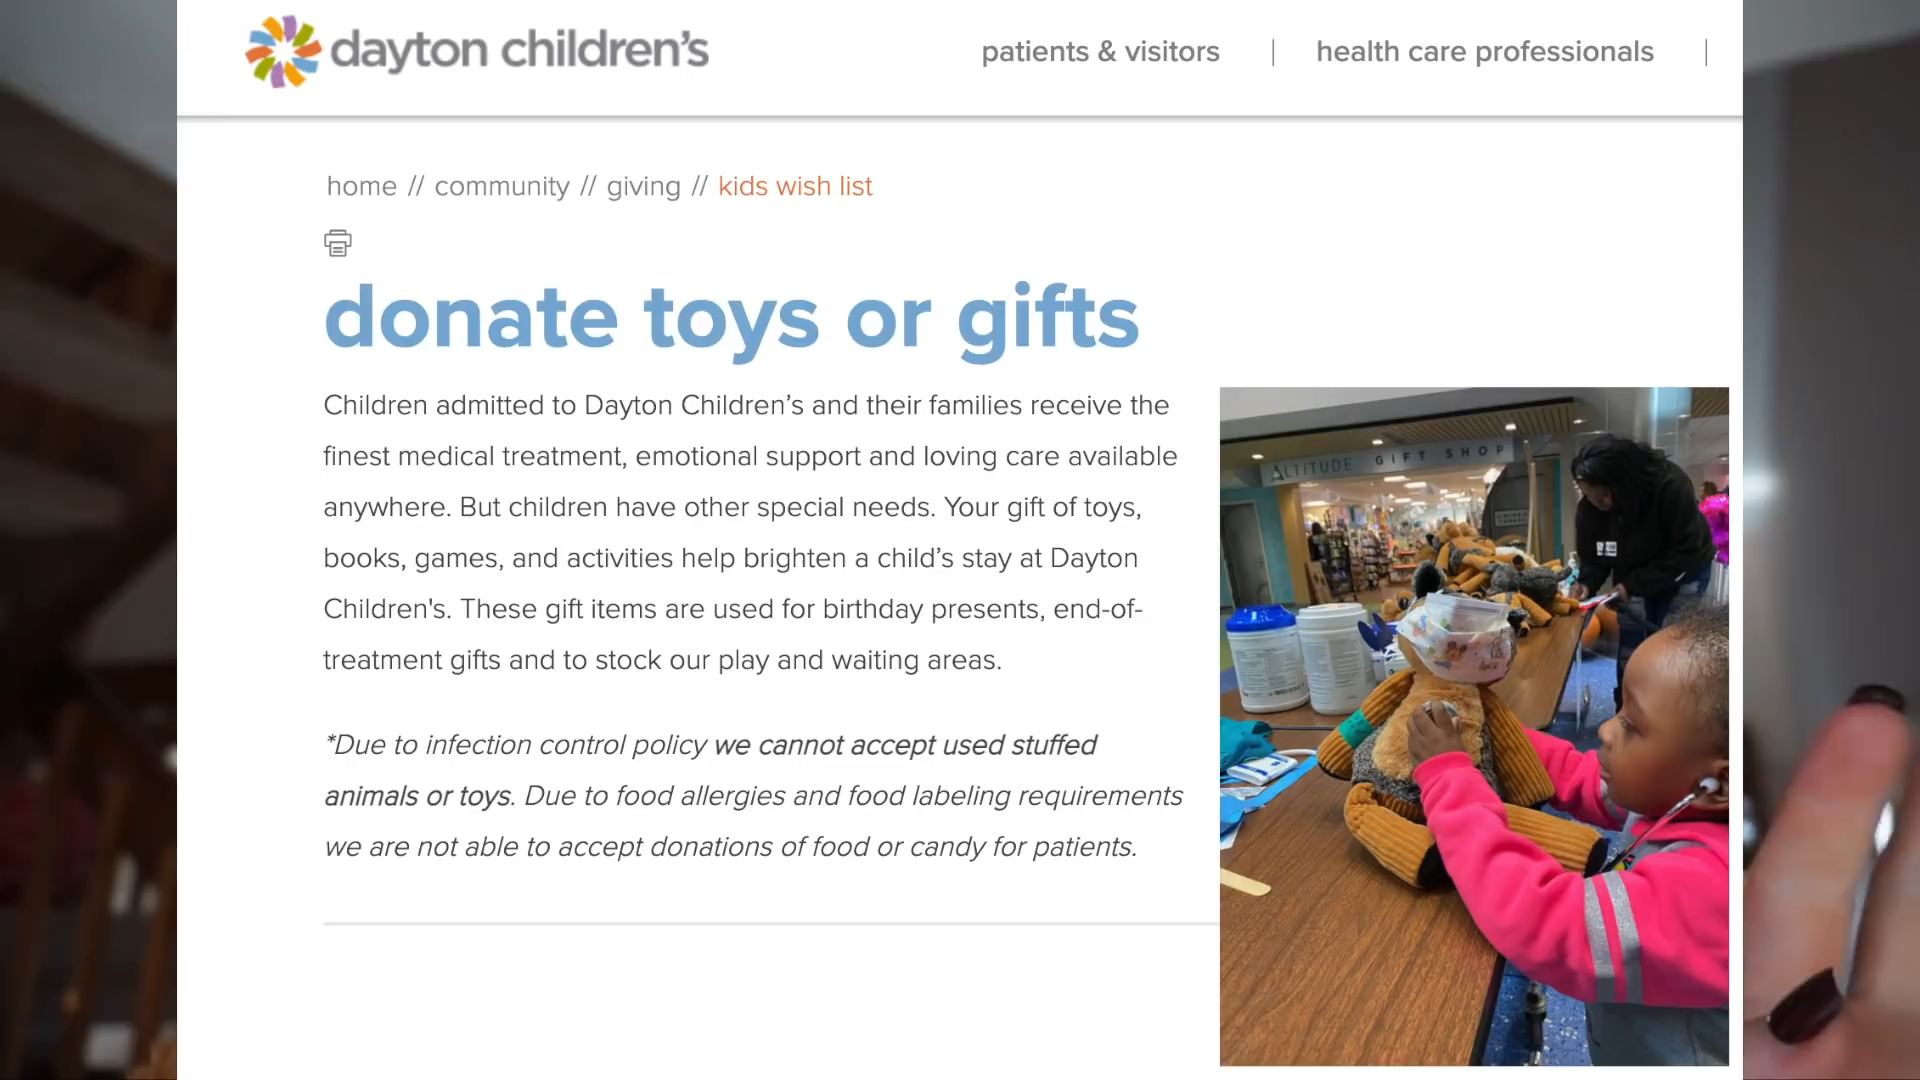 dayton children's
patients & visitors | health care professionals |
home // community // giving // kids wish list
donate toys or gifts
Children admitted to Dayton Children’s and their families receive the
finest medical treatment, emotional support and loving care available
anywhere. But children have other special needs. Your gift of toys,
books, games, and activities help brighten a child’s stay at Dayton
Children's. These gift items are used for birthday presents, end-of-
treatment gifts and to stock our play and waiting areas.
*Due to infection control policy we cannot accept used stuffed
animals or toys. Due to food allergies and food labeling requirements
we are not able to accept donations of food or candy for patients.
ALTITUDE GIFT SHOP